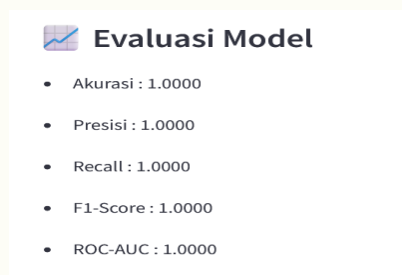 Evaluasi Model
Akurasi : 1.0000
Presisi : 1.0000
Recall : 1.0000
F1-Score : 1.0000
ROC-AUC : 1.0000